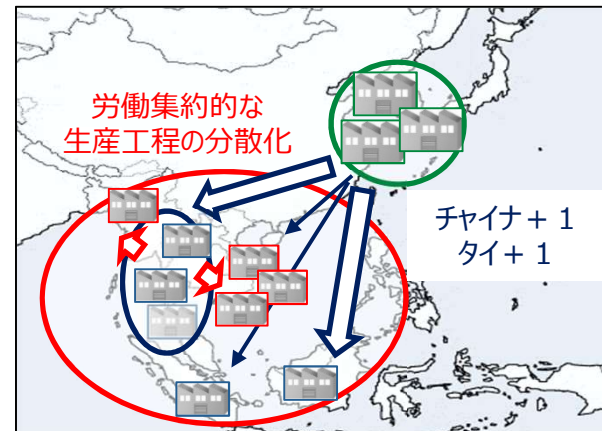 労働集約的な
生産工程の分散化
チャイナ＋１
タイ＋１